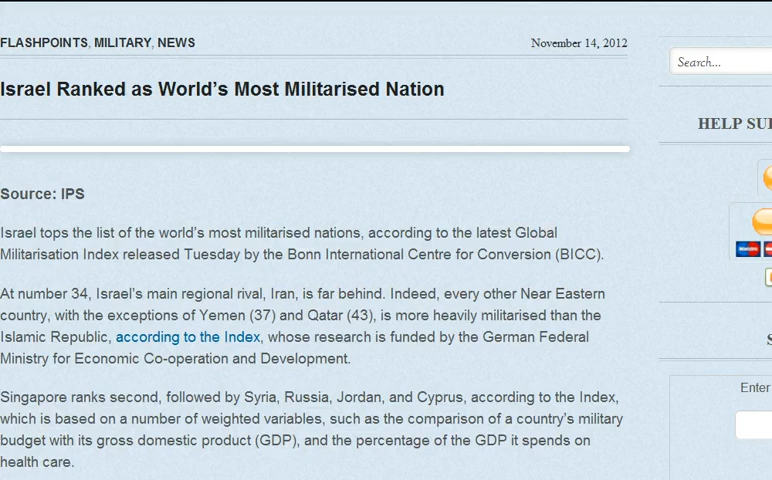 FLASHPOINTS, MILITARY, NEWS
November 14, 2012
Search...
Israel Ranked as World's Most Militarised Nation
HELP SU
Source: IPS
Israel tops the list of the world's most militarised nations, according to the latest Global
Militarisation Index released Tuesday by the Bonn International Centre for Conversion (BICC).
At number 34, Israel's main regional rival, Iran, is far behind. Indeed, every other Near Eastern
country, with the exceptions of Yemen (37) and Qatar (43), is more heavily militarised than the
Islamic Republic, according to the Index, whose research is funded by the German Federal
Ministry for Economic Co-operation and Development.
Singapore ranks second, followed by Syria, Russia, Jordan, and Cyprus, according to the Index,
which is based on a number of weighted variables, such as the comparison of a country's military
budget with its gross domestic product (GDP), and the percentage of the GDP it spends on
health care.
Enter